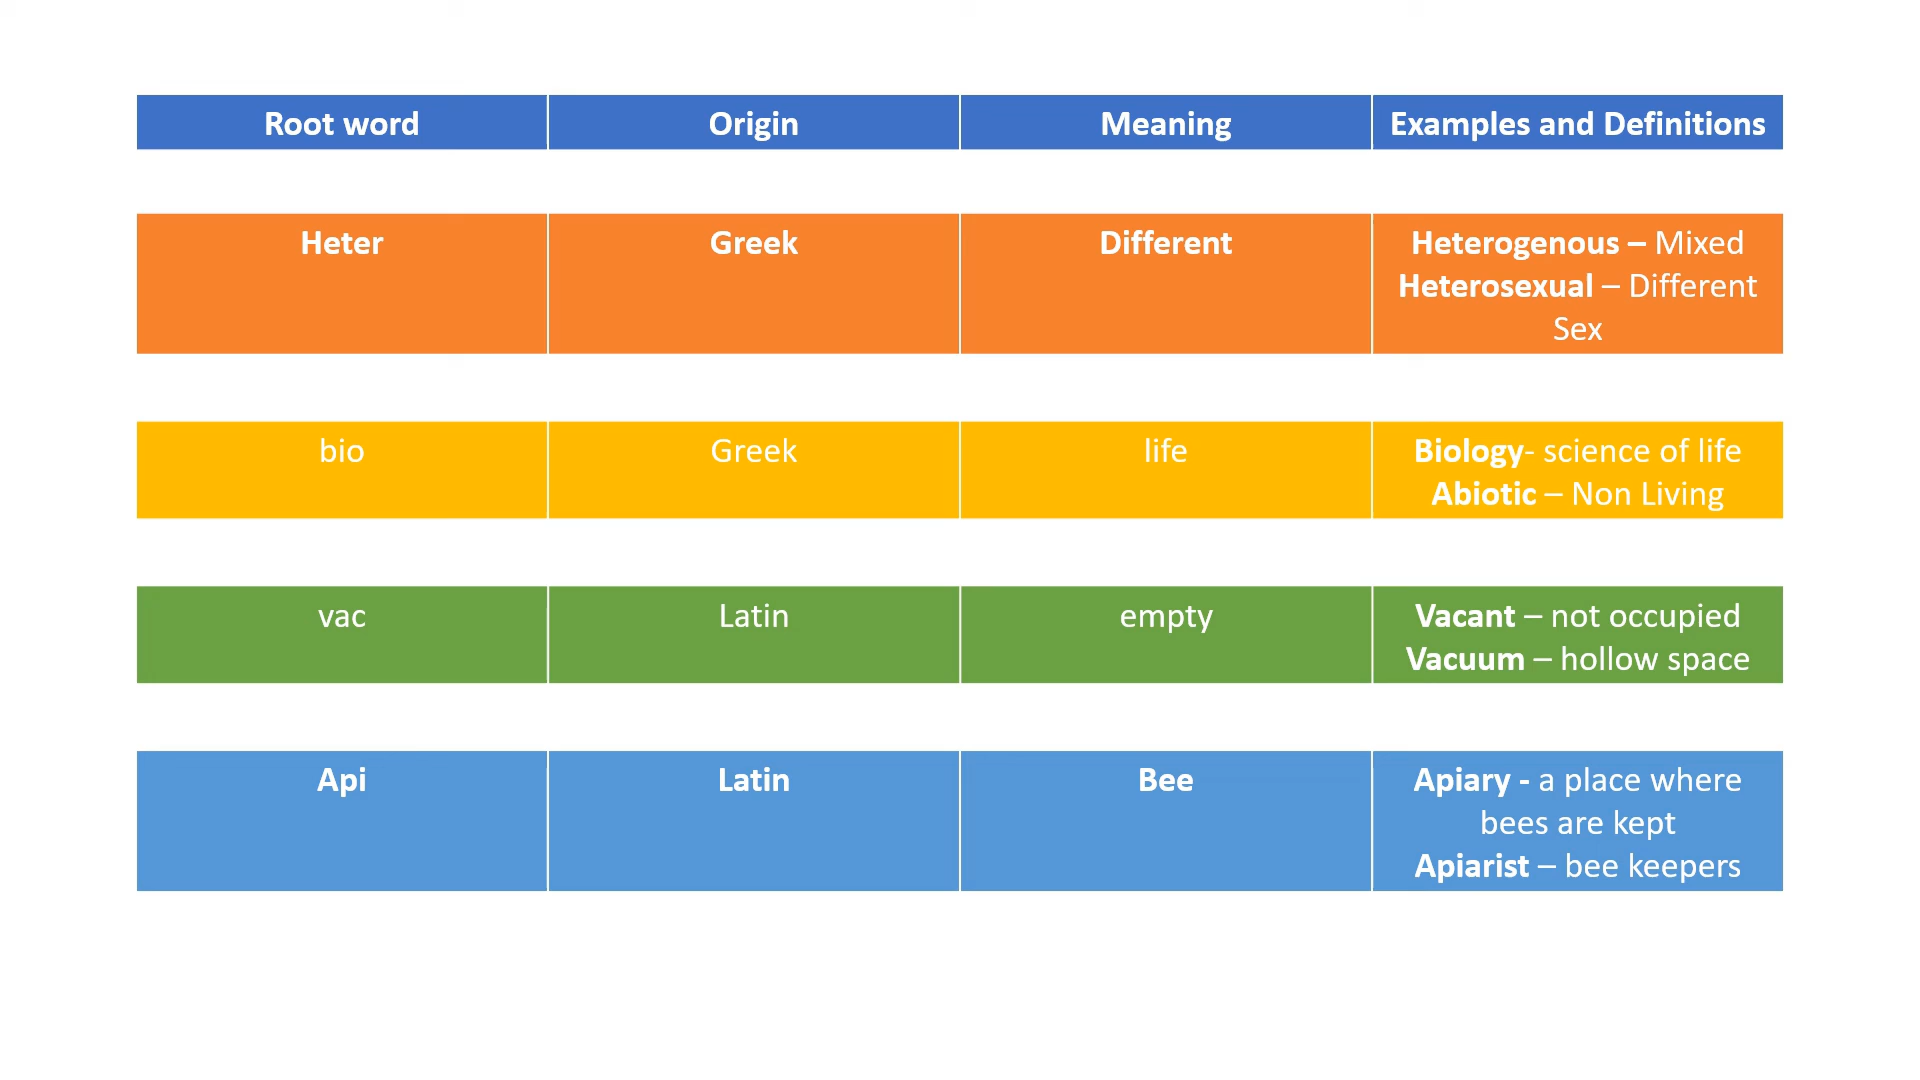 Root word Origin Meaning Examples and Definitions
Heter Greek Different Heterogenous – Mixed
Heterosexual – Different
Sex
bio Greek life Biology- science of life
Abiotic – Non Living
vac Latin empty Vacant – not occupied
Vacuum – hollow space
Api Latin Bee Apiary - a place where
bees are kept
Apiarist – bee keepers